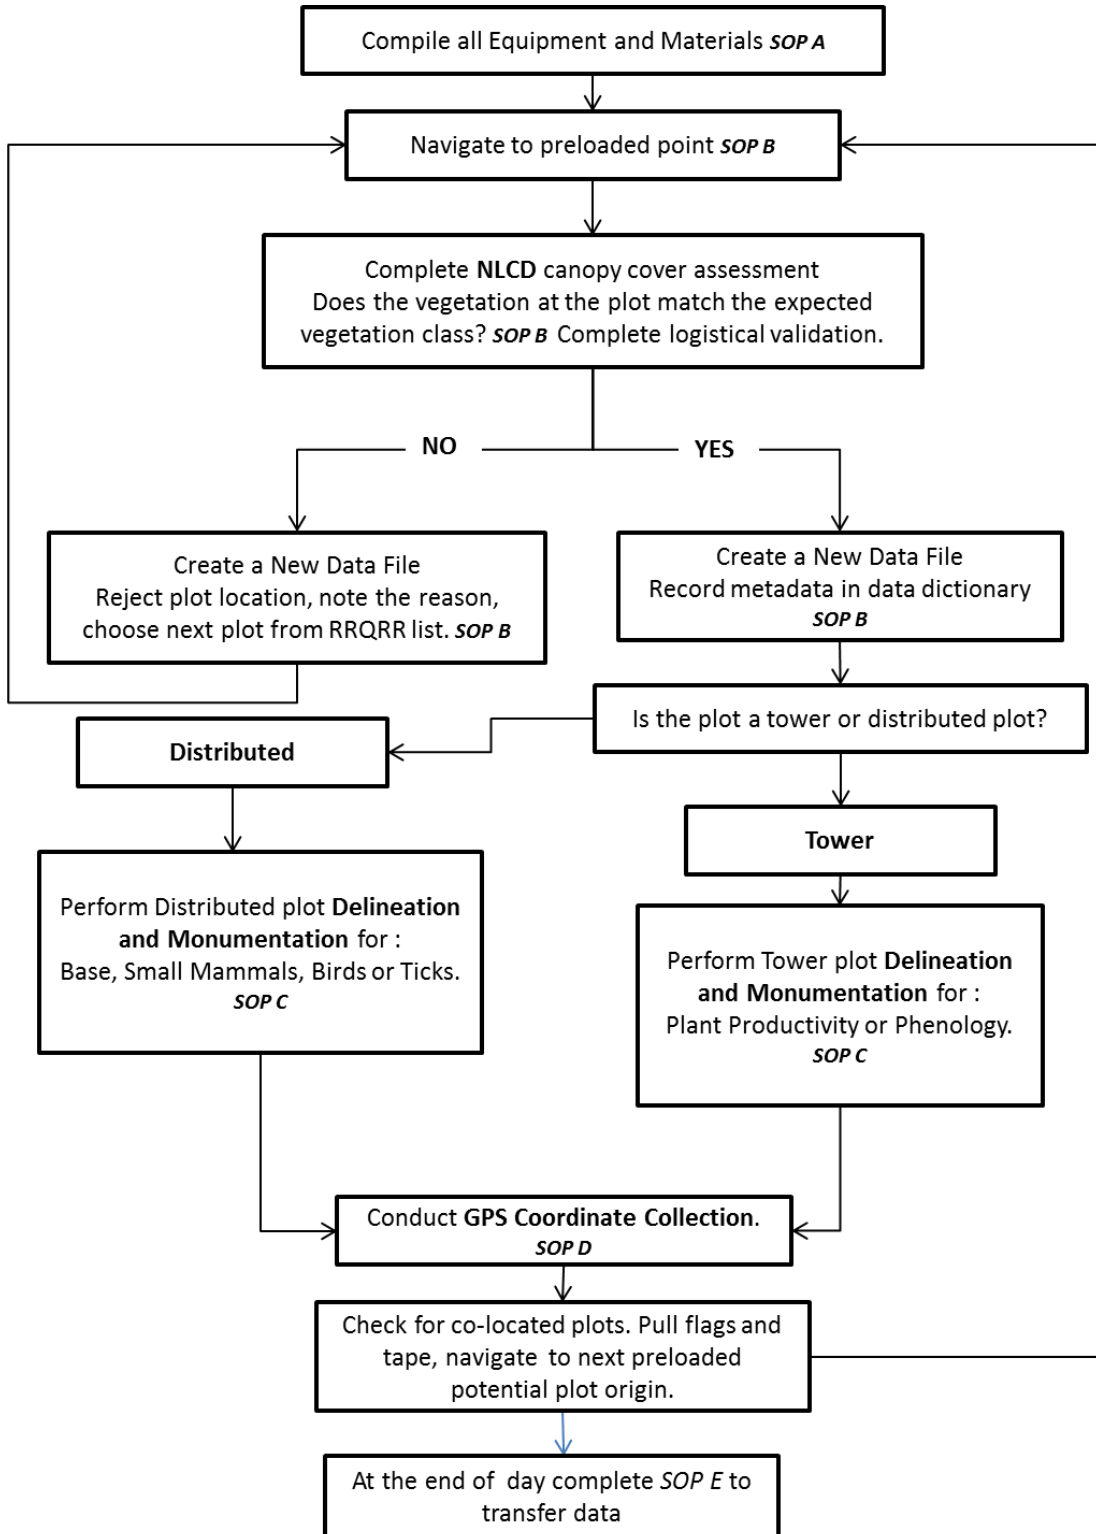 Compile all Equipment and Materials SOP A
Navigate to preloaded point SOP B
Complete NLCD canopy cover assessment
Does the vegetation at the plot match the expected
vegetation class? SOP B Complete logistical validation.
NO
YES
Create a New Data File
Reject plot location, note the reason,
choose next plot from RRQRR list. SOP B
Create a New Data File
Record metadata in data dictionary
SOP B
Is the plot a tower or distributed plot?
Distributed
Tower
Perform Distributed plot Delineation
and Monumentation for :
Base, Small Mammals, Birds or Ticks.
SOP C
Perform Tower plot Delineation
and Monumentation for :
Plant Productivity or Phenology.
SOP C
Conduct GPS Coordinate Collection.
SOP D
Check for co-located plots. Pull flags and
tape, navigate to next preloaded
potential plot origin.
At the end of day complete SOP E to
transfer data